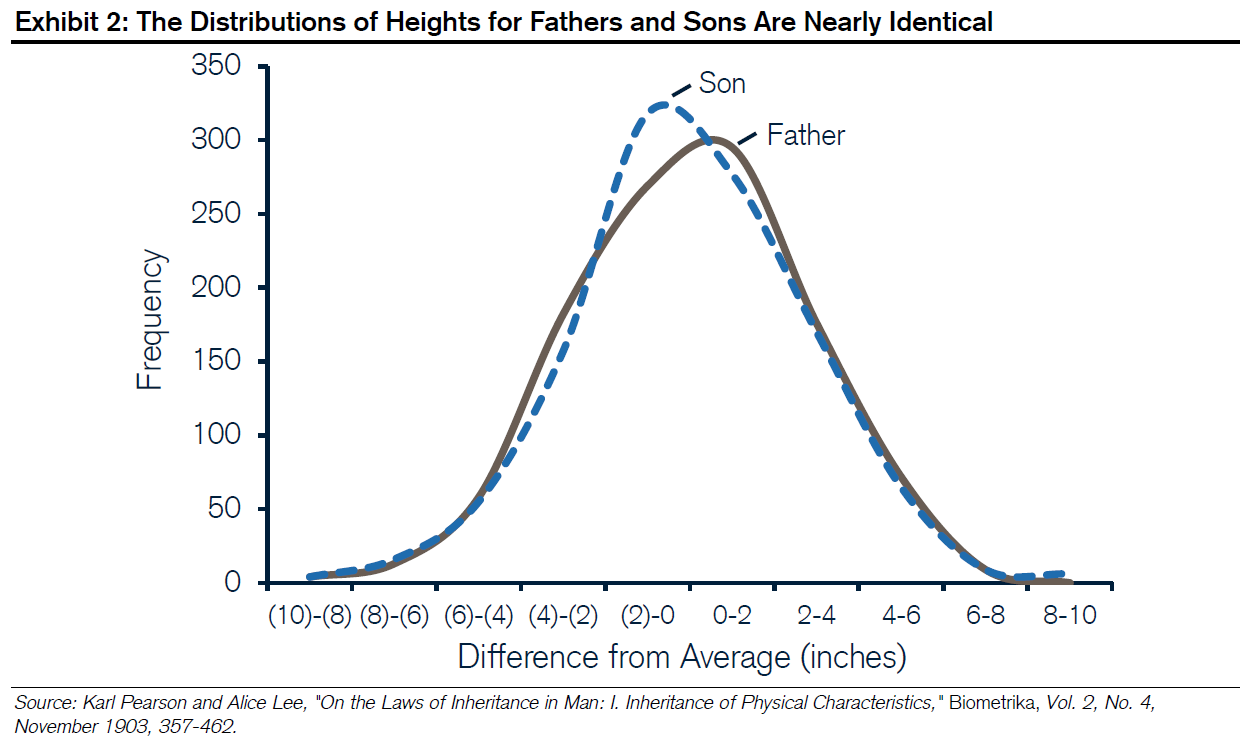 Exhibit 2: The Distributions of Heights for Fathers and Sons Are Nearly Identical
350
300
250
200
150
100
50
0
Frequency
Son
Father
(10)-(8) (8)-(6) (6)-(4) (4)-(2) (2)-0 0-2 2-4 4-6 6-8 8-10
Difference from Average (inches)
Source: Karl Pearson and Alice Lee, "On the Laws of Inheritance in Man: I. Inheritance of Physical Characteristics," Biometrika, Vol. 2, No. 4,
November 1903, 357-462.